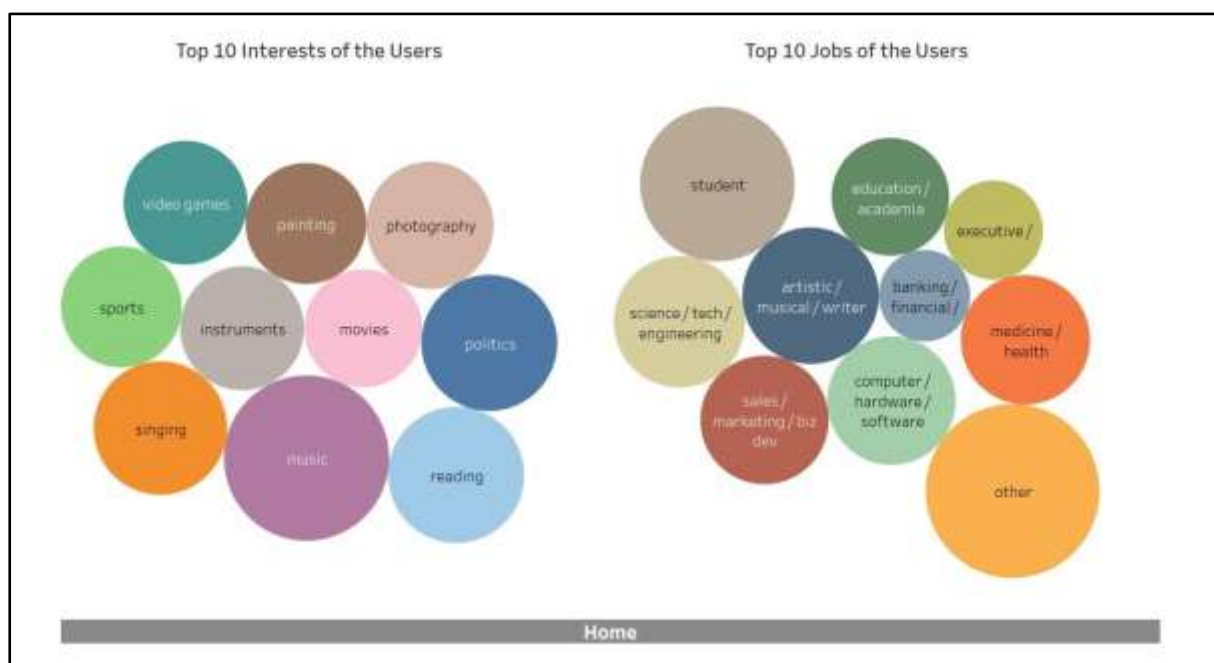 Top 10 Interests of the Users
video games
painting
photography
sports
instruments
movies
politics
singing
music
reading
Top 10 Jobs of the Users
student
education /
academia
executive /
artistic /
musical / writer
banking /
financial /
science / tech /
engineering
medicine /
health
sales /
marketing / biz
dev
computer /
hardware /
software
other
Home